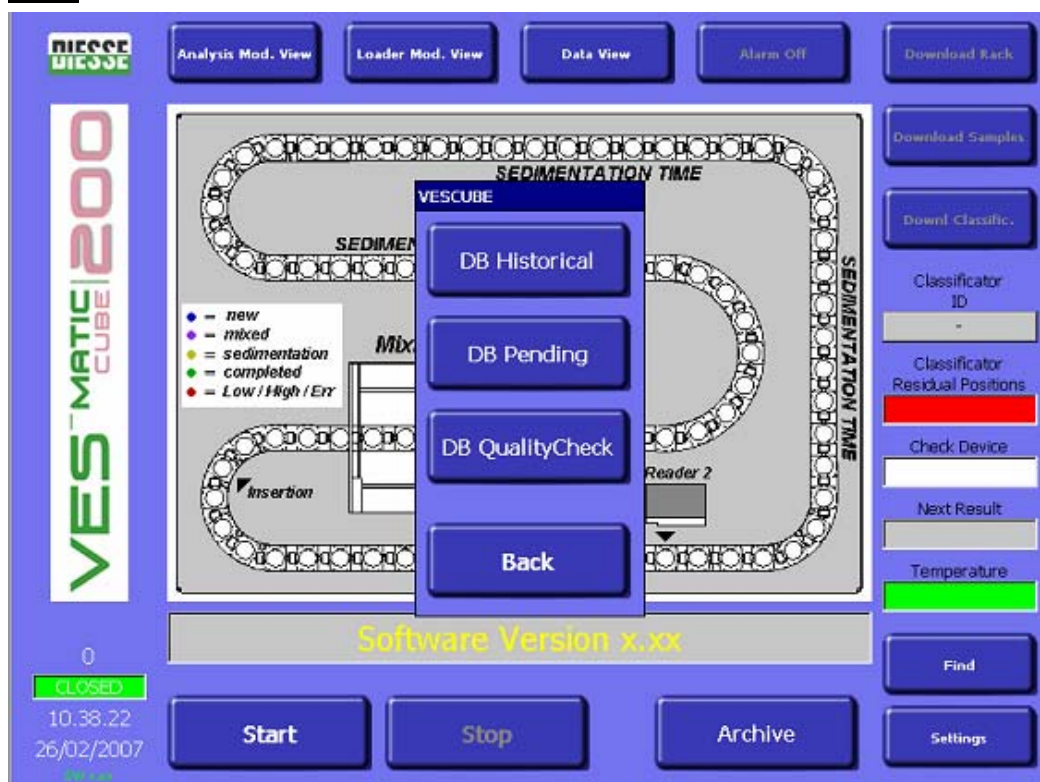 DIESSE
Analysis Mod. View
Loader Mod. View
Data View
Alarm Off
Download Rack
Download Samples
Downl Classific.
VES MATIC CUBE 200
SEDIMENTATION TIME
SEDIMEN
SEDIMENTATION TIME
= new
= mixed
= sedimentation
= completed
= Low / High / Err
Mix
Insertion
Reader 2
VESCUBE
DB Historical
DB Pending
DB QualityCheck
Back
Classificator
ID
-
Classificator
Residual Positions
Check Device
Next Result
Temperature
Software Version x.xx
0
CLOSED
10.38.22
26/02/2007
Start
Stop
Archive
Find
Settings